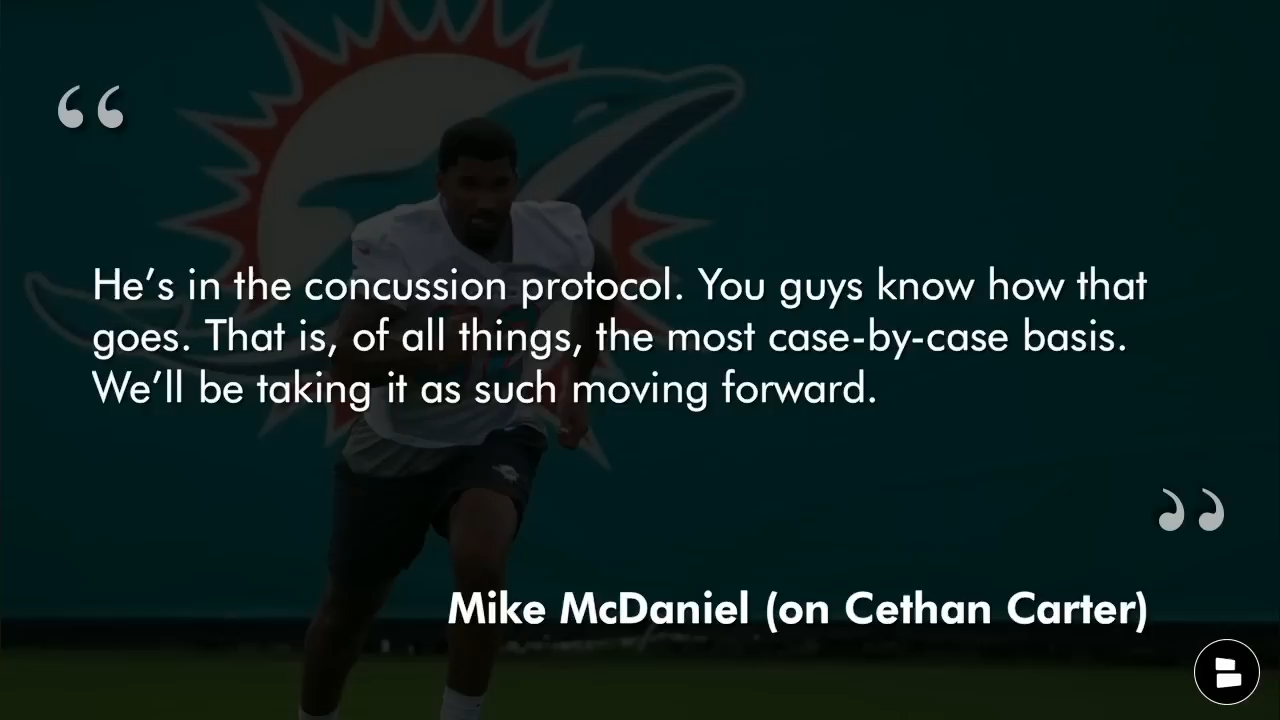 “
He’s in the concussion protocol. You guys know how that
goes. That is, of all things, the most case-by-case basis.
We’ll be taking it as such moving forward.
”
Mike McDaniel (on Cethan Carter)